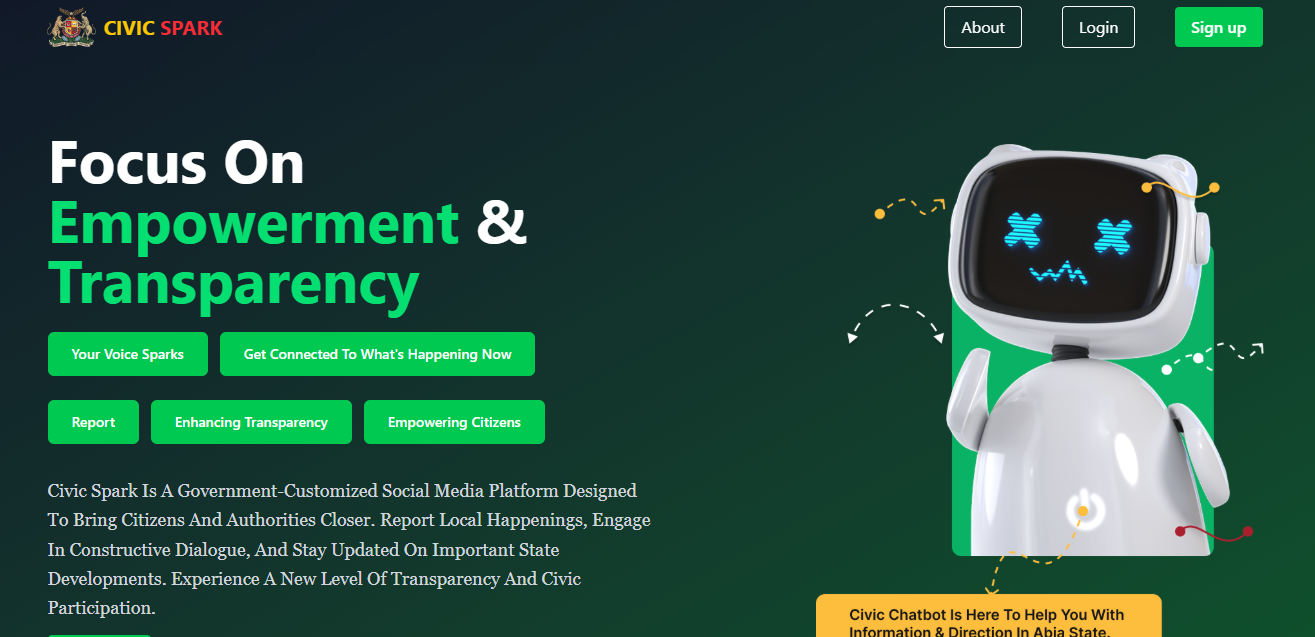 CIVIC SPARK
About
Login
Sign up
Focus On
Empowerment &
Transparency
Your Voice Sparks
Get Connected To What's Happening Now
Report
Enhancing Transparency
Empowering Citizens
Civic Spark Is A Government-Customized Social Media Platform Designed
To Bring Citizens And Authorities Closer. Report Local Happenings, Engage
In Constructive Dialogue, And Stay Updated On Important State
Developments. Experience A New Level Of Transparency And Civic
Participation.
Civic Chatbot Is Here To Help You With
Information & Direction In Abia State.